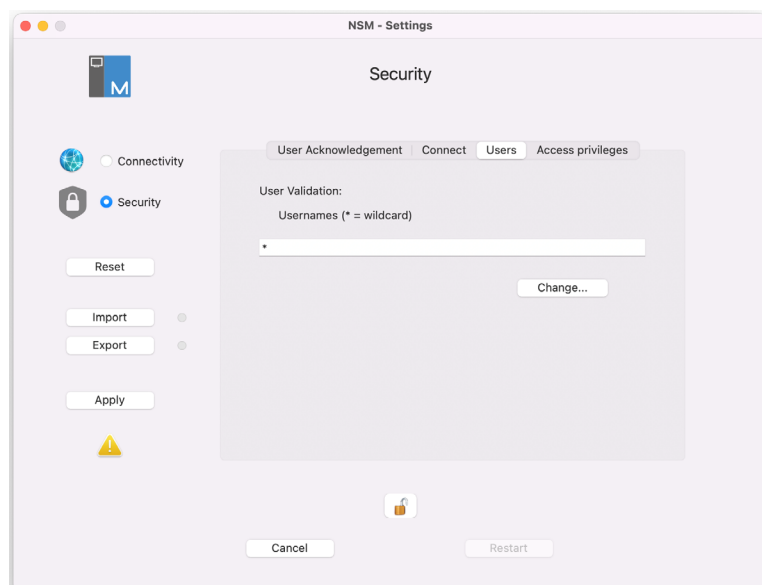 NSM - Settings
M
Security
User Acknowledgement Connect Users Access privileges
Connectivity
Security
User Validation:
Usernames (* = wildcard)
*
Reset
Change...
Import
Export
Apply
Cancel Restart